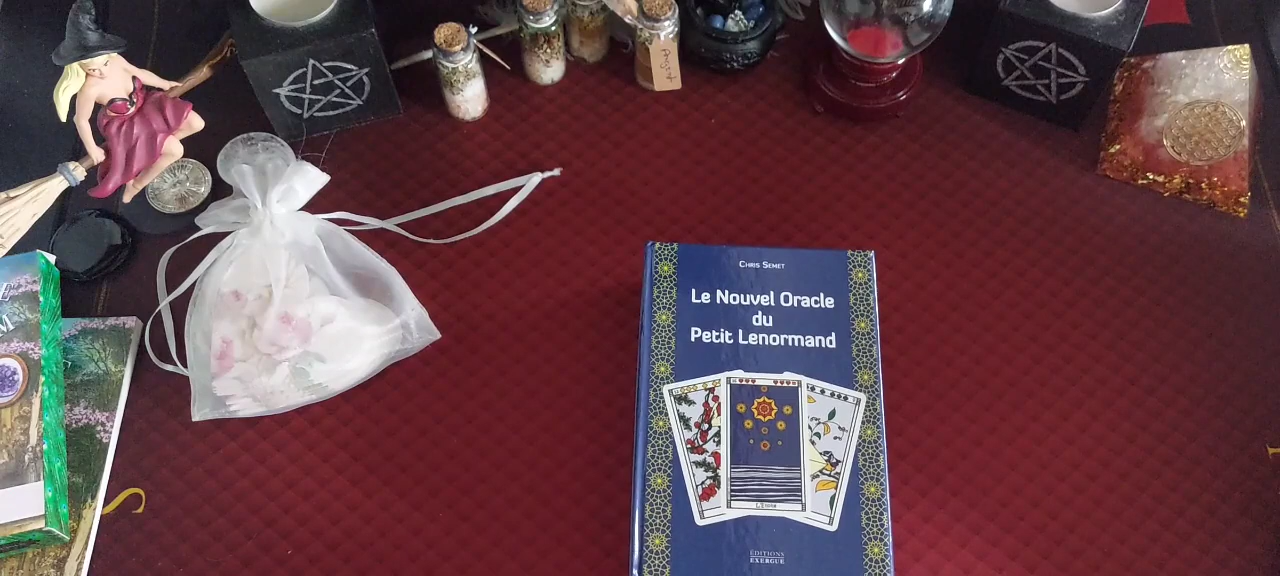 CHRIS SEMET
Le Nouvel Oracle
du
Petit Lenormand
ÉDITIONS
EXERGUE